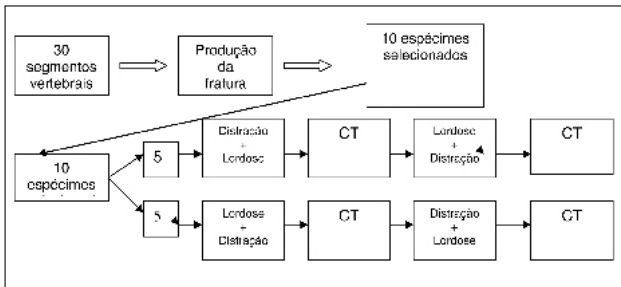 30
segmentos
vertebrais
Produção
da
fratura
10 espécimes
selecionados
10
espécimes
5
Distração
+
Lordose
CT
Lordose
+
Distração
CT
5
Lordose
+
Distração
CT
Distração
+
Lordose
CT